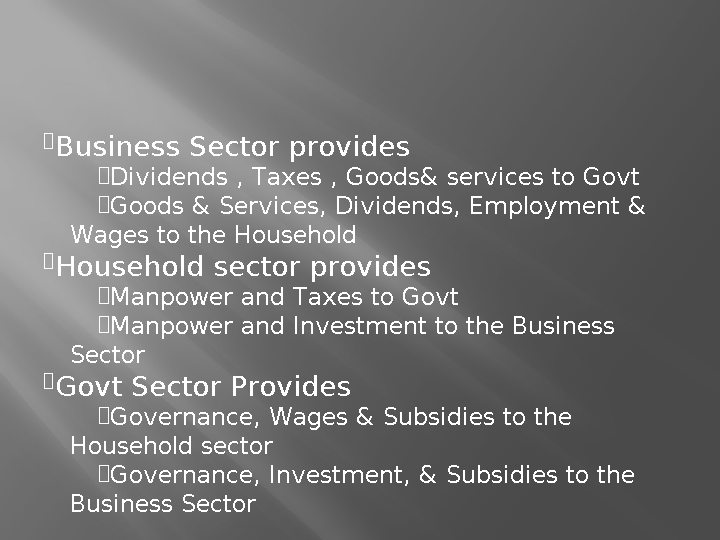 Business Sector provides
Dividends , Taxes , Goods& services to Govt
Goods & Services, Dividends, Employment &
Wages to the Household
Household sector provides
Manpower and Taxes to Govt
Manpower and Investment to the Business
Sector
Govt Sector Provides
Governance, Wages & Subsidies to the
Household sector
Governance, Investment, & Subsidies to the
Business Sector